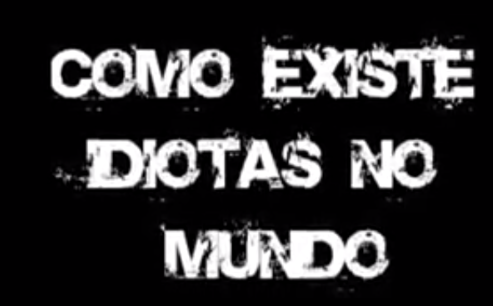 COMO EXISTE
IDIOTAS NO
MUNDO